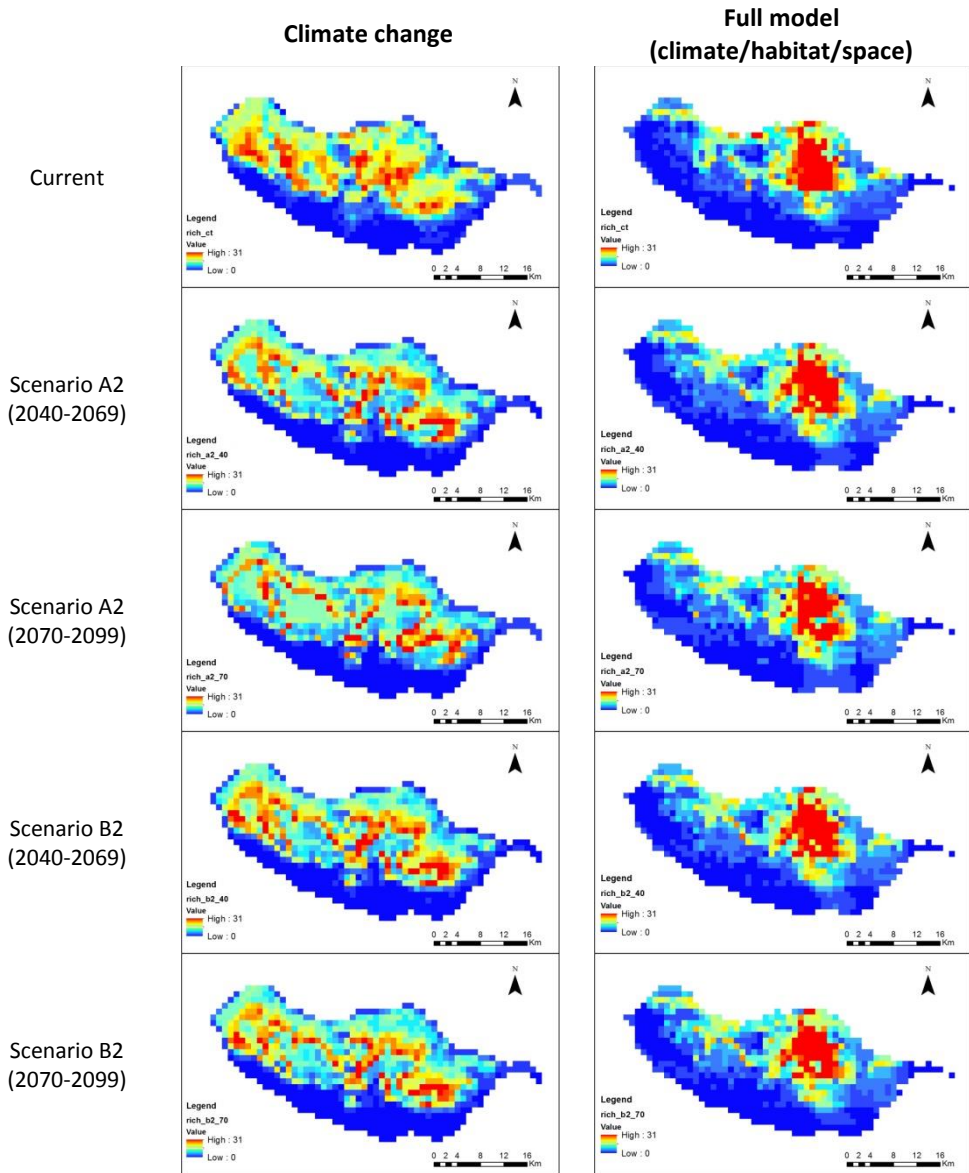 Climate change
Full model
(climate/habitat/space)
Current
N
Legend
rich_ct
Value
High : 31
Low : 0
0 2 4 8 12 16
Km
N
Legend
rich_ct
Value
High : 31
Low : 0
0 2 4 8 12 16
Km
Scenario A2
(2040-2069)
N
Legend
rich_a2_40
Value
High : 31
Low : 0
0 2 4 8 12 16
Km
N
Legend
rich_a2_40
Value
High : 31
Low : 0
0 2 4 8 12 16
Km
Scenario A2
(2070-2099)
N
Legend
rich_a2_70
Value
High : 31
Low : 0
0 2 4 8 12 16
Km
N
Legend
rich_a2_70
Value
High : 31
Low : 0
0 2 4 8 12 16
Km
Scenario B2
(2040-2069)
N
Legend
rich_b2_40
Value
High : 31
Low : 0
0 2 4 8 12 16
Km
N
Legend
rich_b2_40
Value
High : 31
Low : 0
0 2 4 8 12 16
Km
Scenario B2
(2070-2099)
N
Legend
rich_b2_70
Value
High : 31
Low : 0
0 2 4 8 12 16
Km
N
Legend
rich_b2_70
Value
High : 31
Low : 0
0 2 4 8 12 16
Km